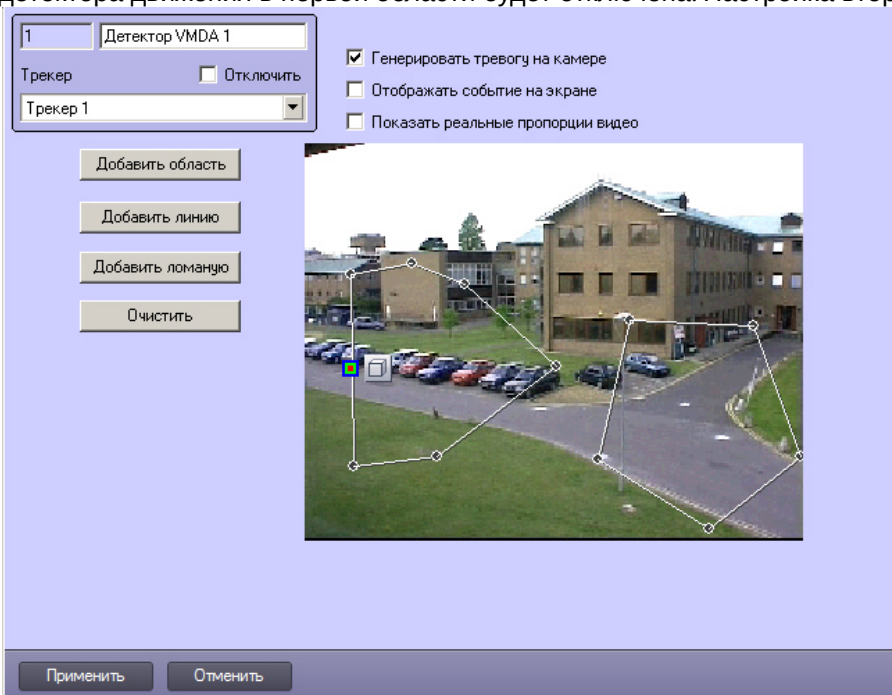 детектора движения в первой области будет отключена. Настройка втор
1 Детектор VMDA 1
Трекер Отключить
Трекер 1
Генерировать тревогу на камере
Отображать событие на экране
Показать реальные пропорции видео
Добавить область
Добавить линию
Добавить ломаную
Очистить
Применить Отменить